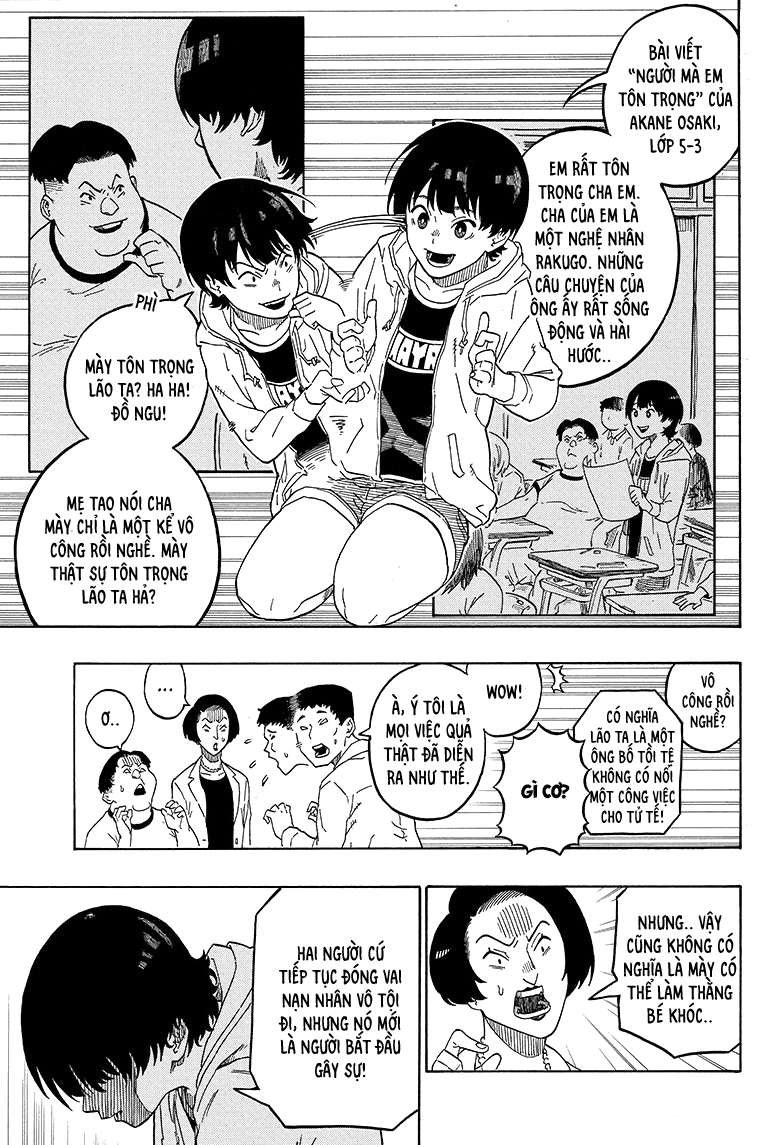 BÀI VIẾT
“NGƯỜI MÀ EM
TÔN TRỌNG” CỦA
AKANE OSAKI,
LỚP 5-3
EM RẤT TÔN
TRỌNG CHA EM.
CHA CỦA EM LÀ
MỘT NGHỆ NHÂN
RAKUGO. NHỮNG
CÂU CHUYỆN CỦA
ÔNG ẤY RẤT SỐNG
ĐỘNG VÀ HÀI
HƯỚC..
PHÌ
MÀY TÔN TRỌNG
LÃO TA? HA HA!
ĐỒ NGU!
MẸ TAO NÓI CHA
MÀY CHỈ LÀ MỘT KỂ VÔ
CÔNG RỒI NGHỀ. MÀY
THẬT SỰ TÔN TRỌNG
LÃO TA HẢ?
VÔ
CÔNG RỒI
NGHỀ?
CÓ NGHĨA
LÃO TA LÀ MỘT
ÔNG BỐ TỒI TỆ
KHÔNG CÓ NỔI
MỘT CÔNG VIỆC
CHO TỬ TẾ!
GÌ CƠ?
WOW!
À, Ý TÔI LÀ
MỌI VIỆC QUẢ
THẬT ĐÃ DIỄN
RA NHƯ THẾ.
...
Ơ..
NHƯNG.. VẬY
CŨNG KHÔNG CÓ
NGHĨA LÀ MÀY CÓ
THỂ LÀM THẰNG
BÉ KHÓC..
HAI NGƯỜI CỨ
TIẾP TỤC ĐÓNG VAI
NẠN NHÂN VÔ TỘI
ĐI, NHƯNG NÓ MỚI
LÀ NGƯỜI BẮT ĐẦU
GÂY SỰ!